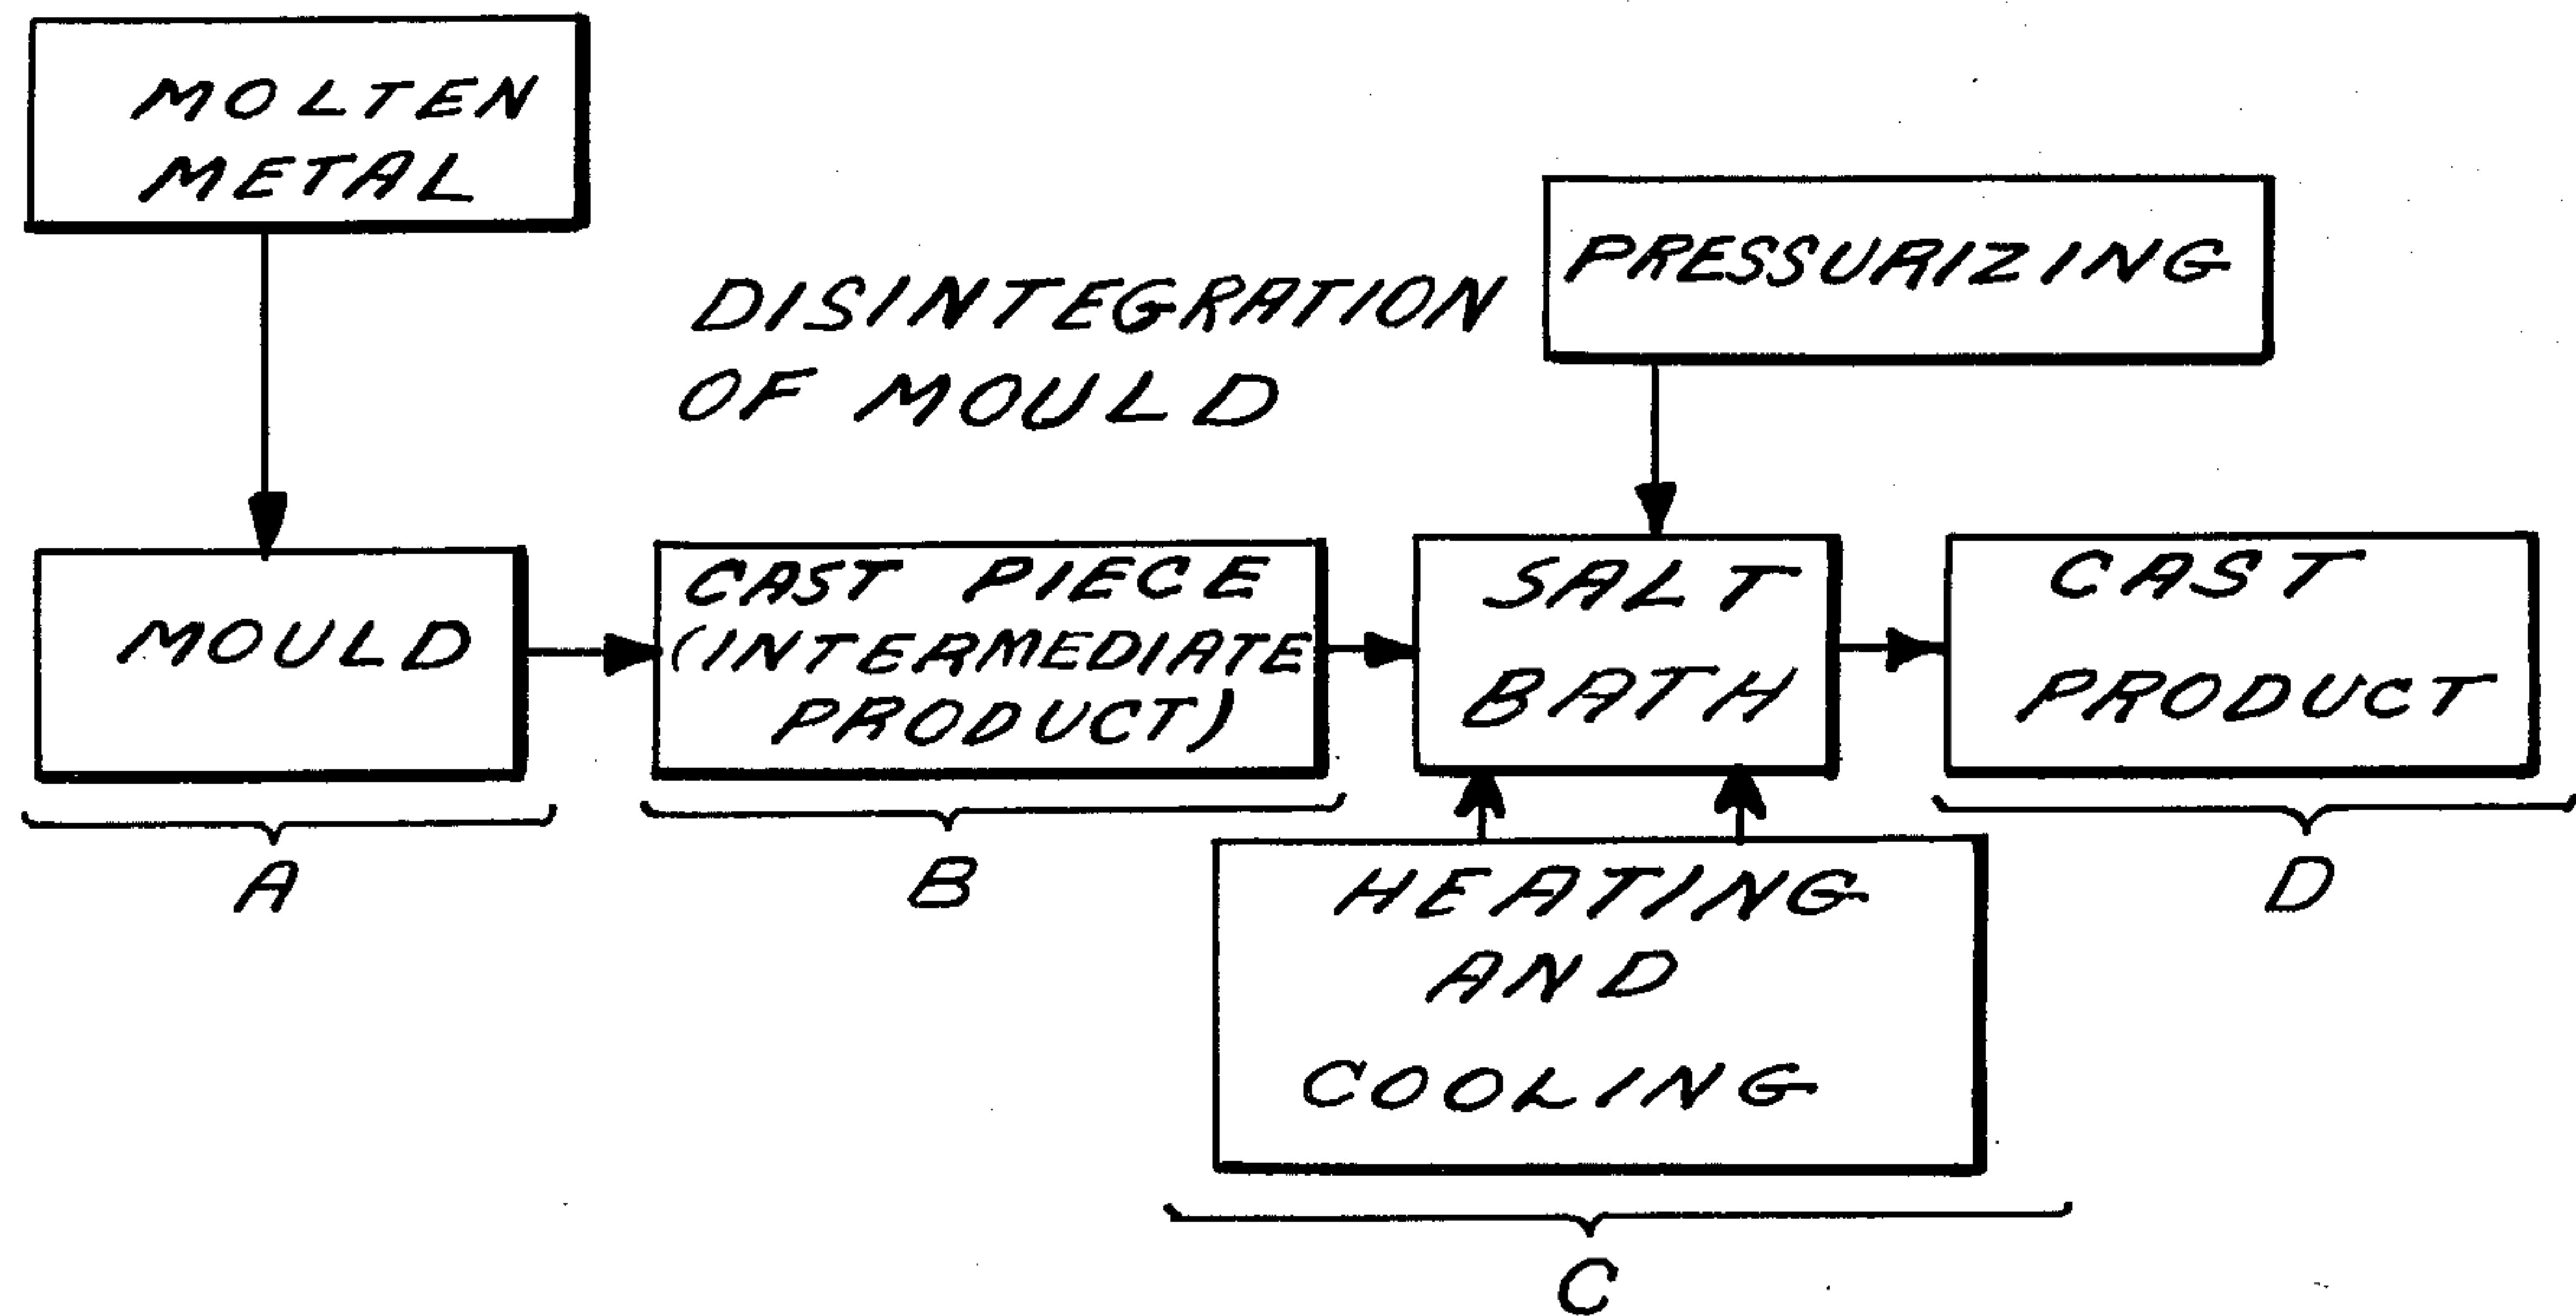 MOLTEN
METAL
DISINTEGRATION
OF MOULD
PRESSURIZING
MOULD
CAST PIECE
(INTERMEDIATE
PRODUCT)
SALT
BATH
CAST
PRODUCT
A
B
HEATING
AND
COOLING
D
C